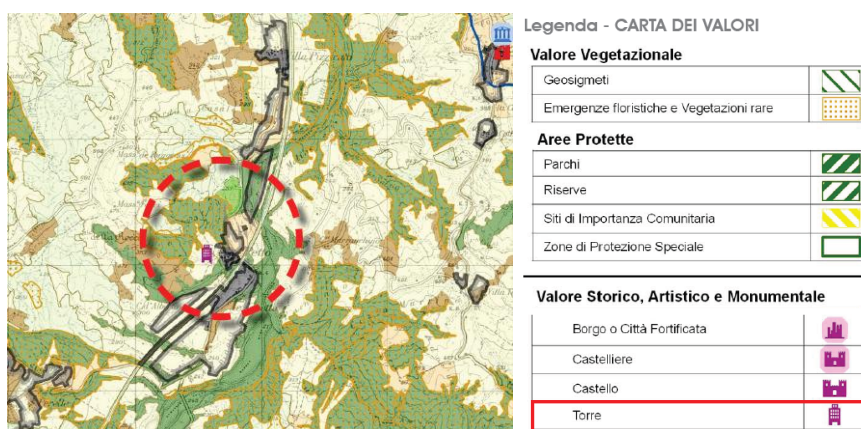 Legenda - CARTA DEI VALORI
Valore Vegetazionale
Geosigmeti
Emergenze floristiche e Vegetazioni rare
Aree Protette
Parchi
Riserve
Siti di Importanza Comunitaria
Zone di Protezione Speciale
Valore Storico, Artistico e Monumentale
Borgo o Città Fortificata
Castelliere
Castello
Torre